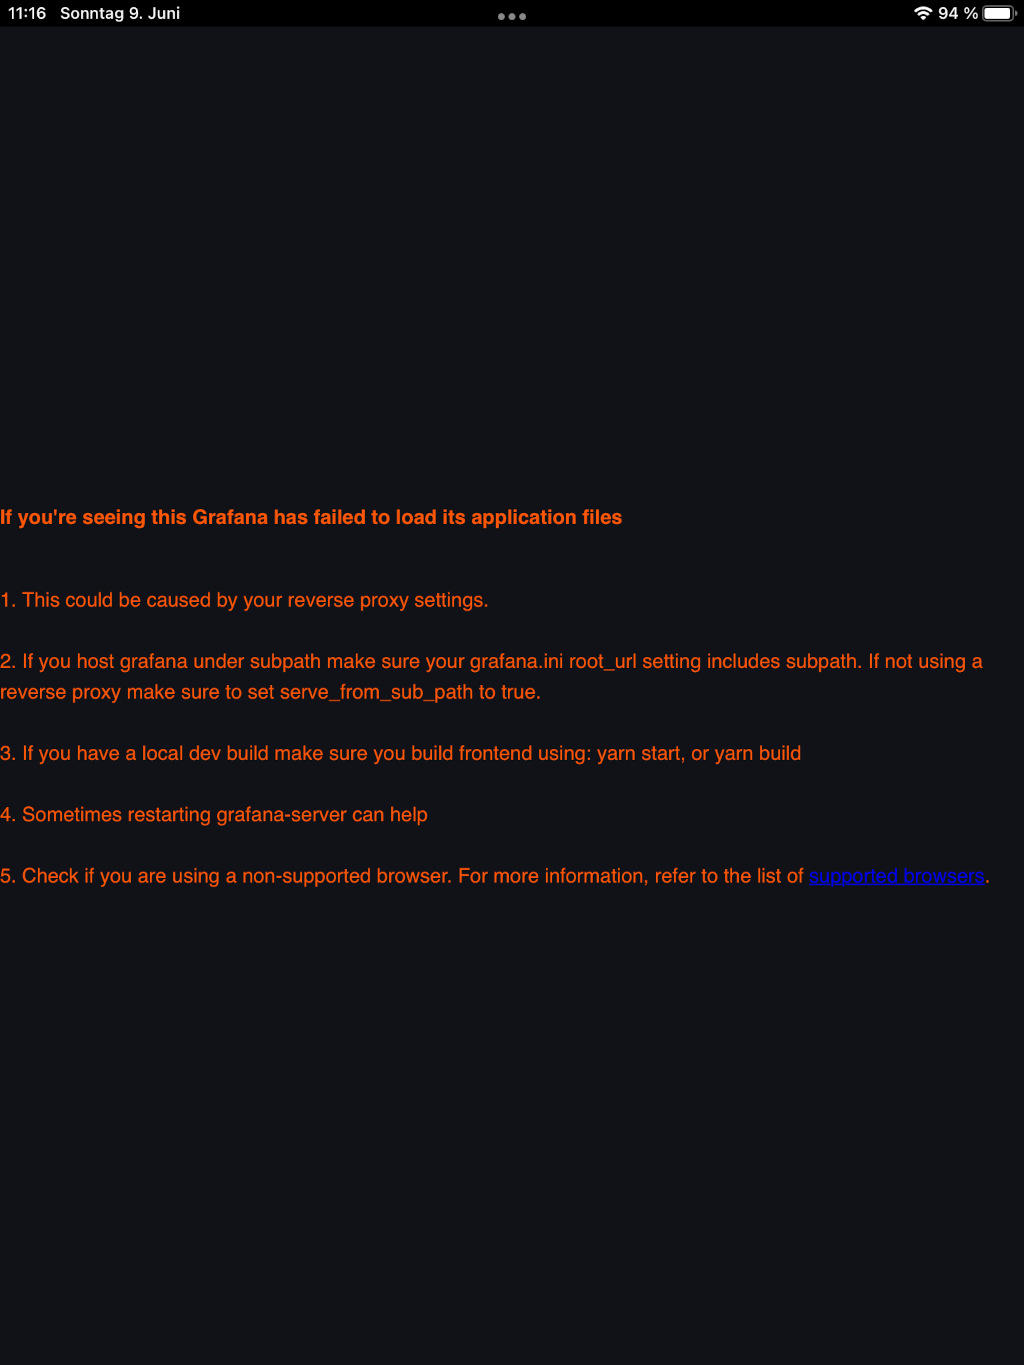 11:16 Sonntag 9. Juni
94 %
If you're seeing this Grafana has failed to load its application files
1. This could be caused by your reverse proxy settings.
2. If you host grafana under subpath make sure your grafana.ini root_url setting includes subpath. If not using a
reverse proxy make sure to set serve_from_sub_path to true.
3. If you have a local dev build make sure you build frontend using: yarn start, or yarn build
4. Sometimes restarting grafana-server can help
5. Check if you are using a non-supported browser. For more information, refer to the list of supported browsers.